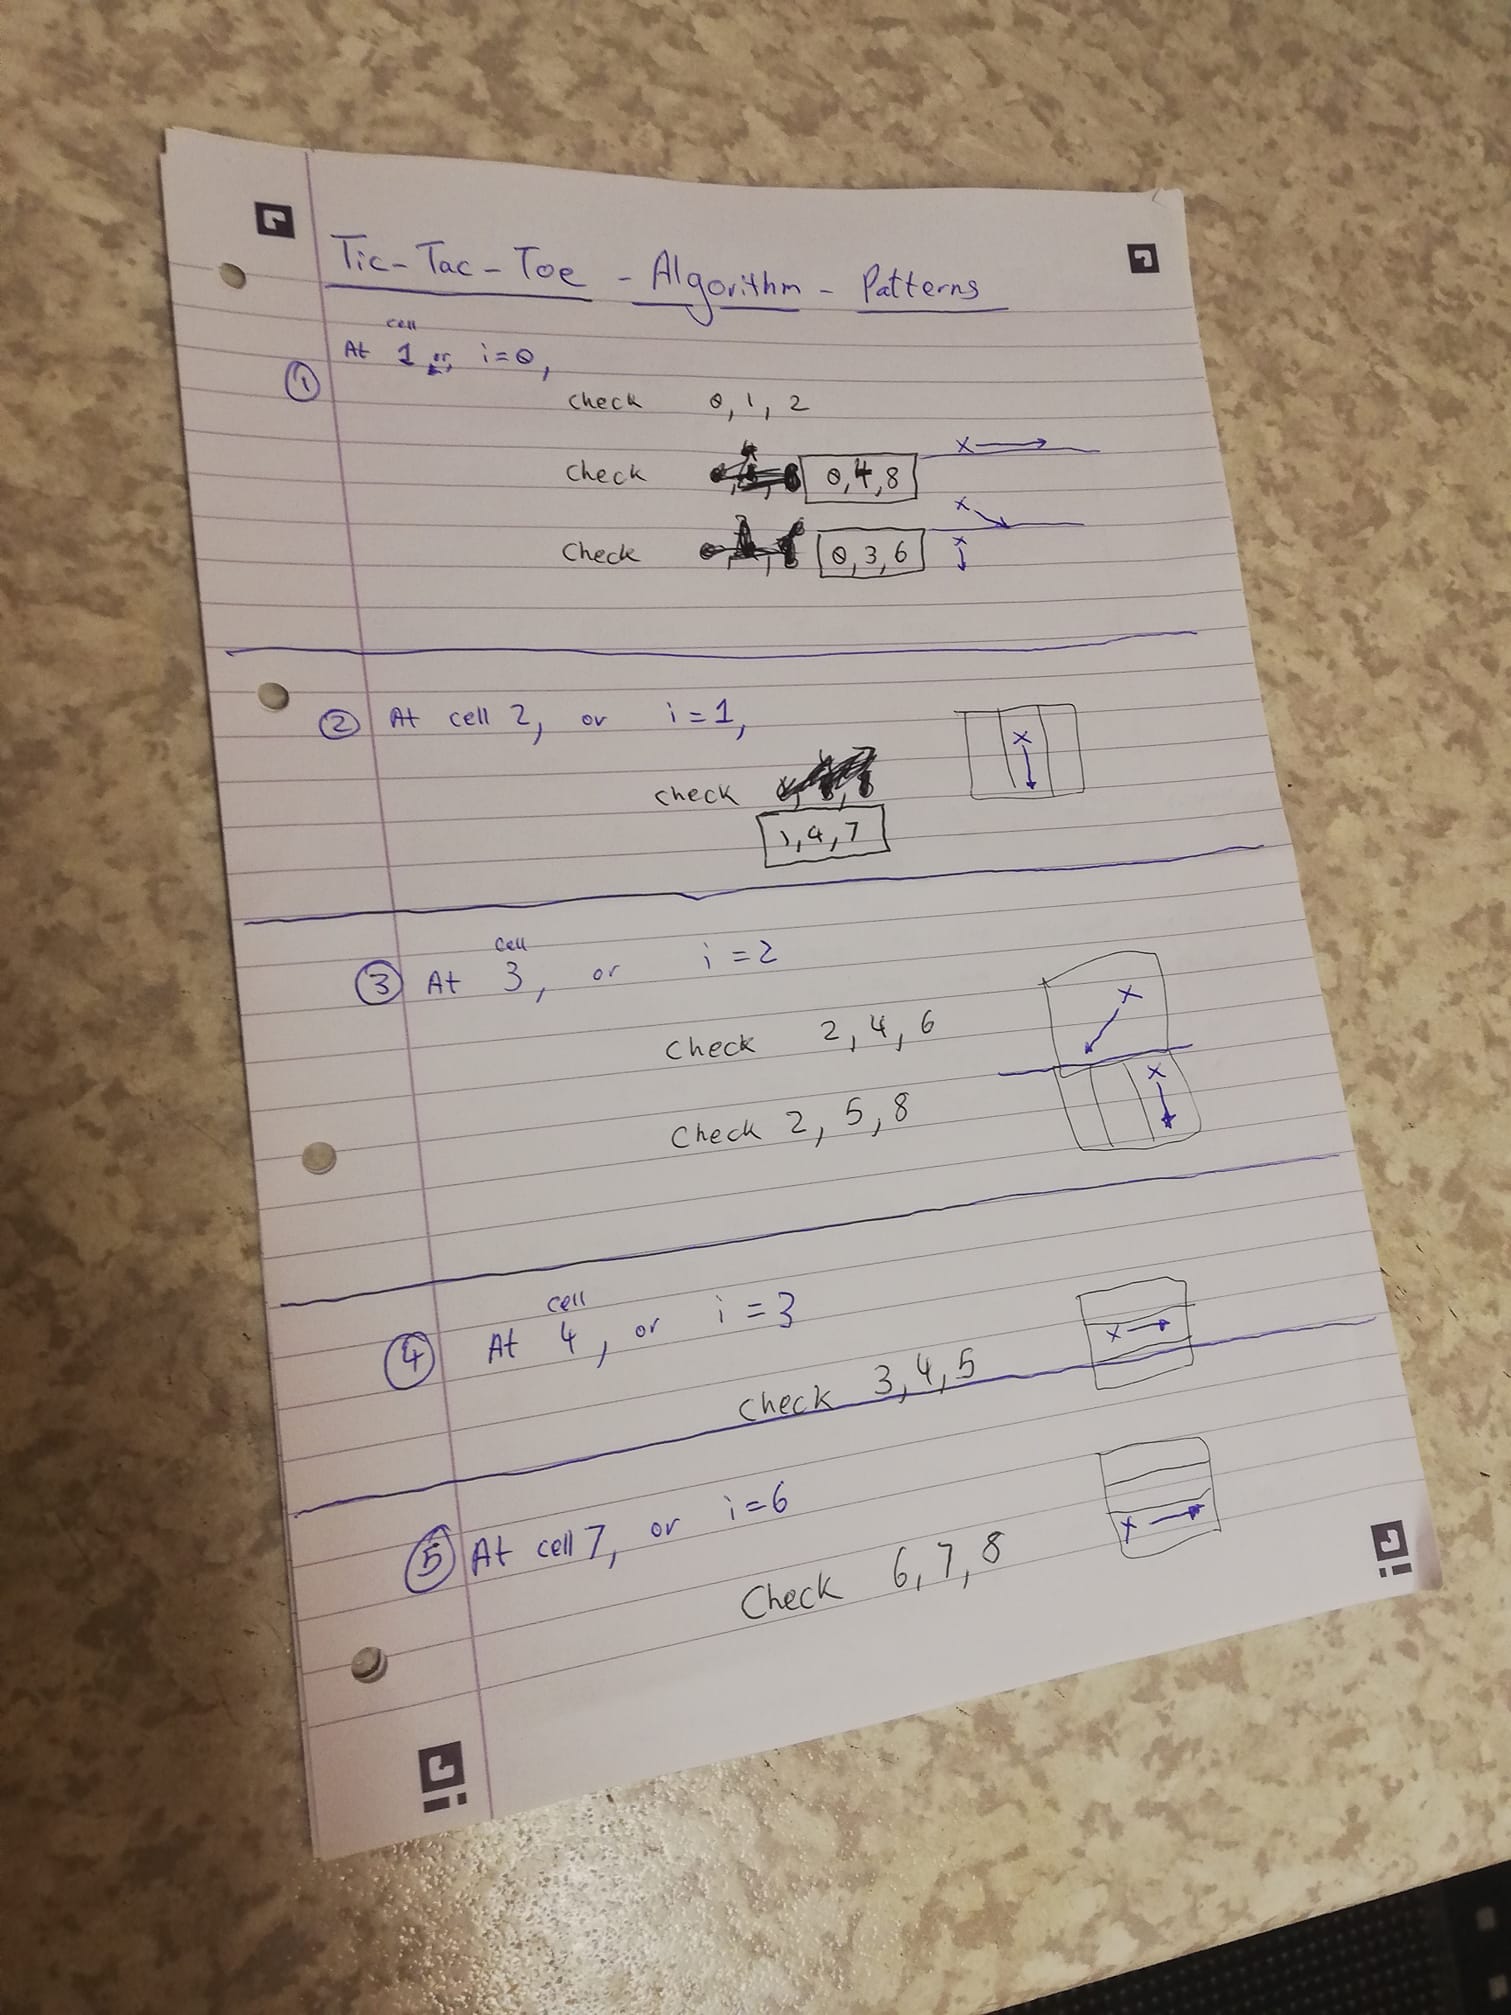 Tic-Tac-Toe - Algorithm - Patterns
cell
① At 1 or, i=0,
check 0, 1, 2
check 0,4,8
check 0,3,6
② At cell 2, or i=1,
check
1,4,7
cell
③ At 3, or i=2
check 2, 4, 6
check 2, 5, 8
cell
④ At 4, or i=3
check 3,4,5
⑤ At cell 7, or i=6
check 6, 7, 8